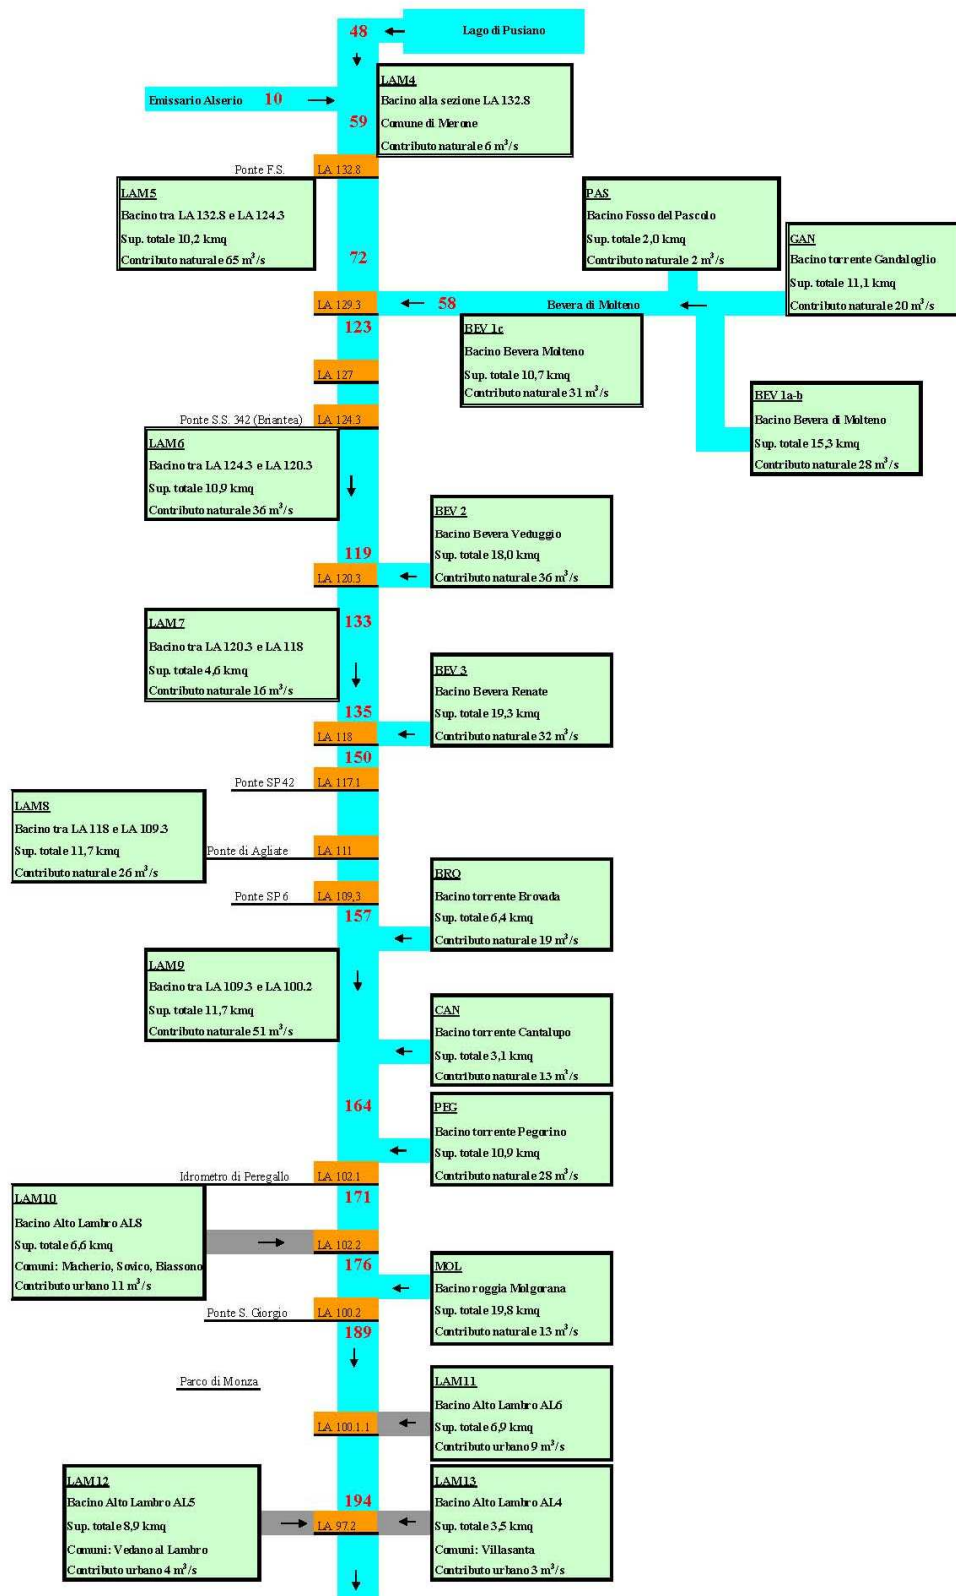 48
Lago di Pusiano
Emissario Alserio 10
59
LAM4
Bacino alla sezione LA 132.8
Comune di Merone
Contributo naturale 6 m³/s
Ponte F.S.
LA 132.8
LAM5
Bacino tra LA 132.8 e LA 124.3
Sup. totale 10,2 kmq
Contributo naturale 65 m³/s
72
PAS
Bacino Fosso del Pascolo
Sup. totale 2,0 kmq
Contributo naturale 2 m³/s
GAN
Bacino torrente Gandaloglio
Sup. totale 11,1 kmq
Contributo naturale 20 m³/s
LA 129.3
58
Bevera di Molteno
123
BEV 1c
Bacino Bevera Molteno
Sup. totale 10,7 kmq
Contributo naturale 31 m³/s
LA 127
BEV 1a-b
Bacino Bevera di Molteno
Sup. totale 15,3 kmq
Contributo naturale 28 m³/s
Ponte S.S. 342 (Briantea)
LA 124.3
LAM6
Bacino tra LA 124.3 e LA 120.3
Sup. totale 10,9 kmq
Contributo naturale 36 m³/s
BEV 2
Bacino Bevera Veduggio
Sup. totale 18,0 kmq
Contributo naturale 36 m³/s
119
LA 120.3
133
LAM7
Bacino tra LA 120.3 e LA 118
Sup. totale 4,6 kmq
Contributo naturale 16 m³/s
BEV 3
Bacino Bevera Renate
Sup. totale 19,3 kmq
Contributo naturale 32 m³/s
135
LA 118
150
Ponte SP 42
LA 117.1
LAM8
Bacino tra LA 118 e LA 109.3
Sup. totale 11,7 kmq
Contributo naturale 26 m³/s
Ponte di Agliate
LA 111
Ponte SP 6
LA 109,3
157
BRO
Bacino torrente Brovada
Sup. totale 6,4 kmq
Contributo naturale 19 m³/s
LAM9
Bacino tra LA 109.3 e LA 100.2
Sup. totale 11,7 kmq
Contributo naturale 51 m³/s
CAN
Bacino torrente Cantalupo
Sup. totale 3,1 kmq
Contributo naturale 13 m³/s
164
PEG
Bacino torrente Pegorino
Sup. totale 10,9 kmq
Contributo naturale 28 m³/s
Idrometro di Peregallo
LA 102.1
171
LAM10
Bacino Alto Lambro AL8
Sup. totale 6,6 kmq
Comuni: Macherio, Sovico, Biassono
Contributo urbano 11 m³/s
LA 102.2
176
MOL
Bacino roggia Molgorana
Sup. totale 19,8 kmq
Contributo naturale 13 m³/s
Ponte S. Giorgio
LA 100.2
189
Parco di Monza
LAM11
Bacino Alto Lambro AL6
Sup. totale 6,9 kmq
Contributo urbano 9 m³/s
LA 100.1.1
LAM12
Bacino Alto Lambro AL5
Sup. totale 8,9 kmq
Comuni: Vedano al Lambro
Contributo urbano 4 m³/s
194
LA 97.2
LAM13
Bacino Alto Lambro AL4
Sup. totale 3,5 kmq
Comuni: Villasanta
Contributo urbano 3 m³/s